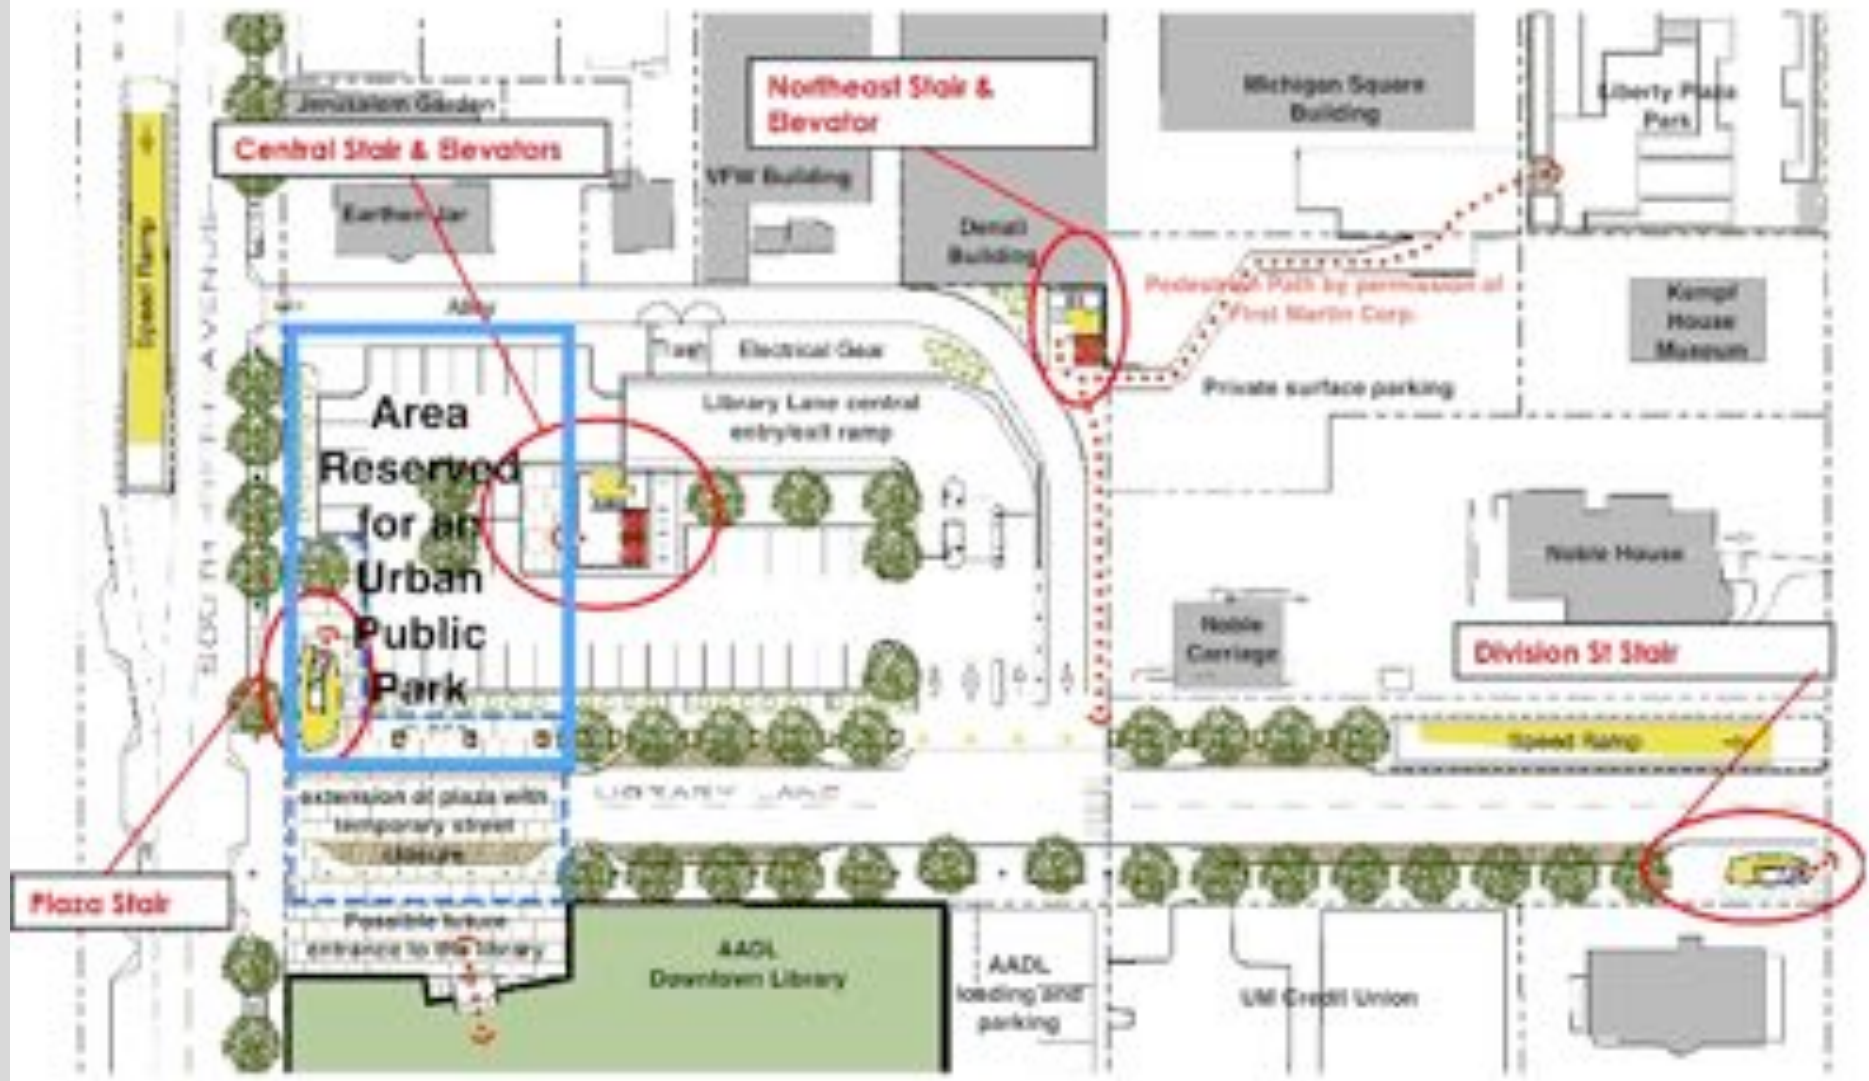 Jerusalem Garden
Central Stair & Elevators
Northeast Stair &
Elevator
Michigan Square
Building
Liberty Plaza
Park
VFW Building
Earthen Jar
Denali
Building
Speed Ramp
SOUTH FIFTH AVENUE
Alley
Pedestrian Path by permission of
First Martin Corp.
Kempf
House
Museum
Electrical Gear
Private surface parking
Library Lane central
entry/exit ramp
Area
Reserved
for an
Urban
Public
Park
Noble House
Noble
Carriage
Division St Stair
Speed Ramp
LIBRARY LANE
extension of plaza with
temporary street
closure
Plaza Stair
Possible future
entrance to the library
AADL
Downtown Library
AADL
loading and
parking
UM Credit Union